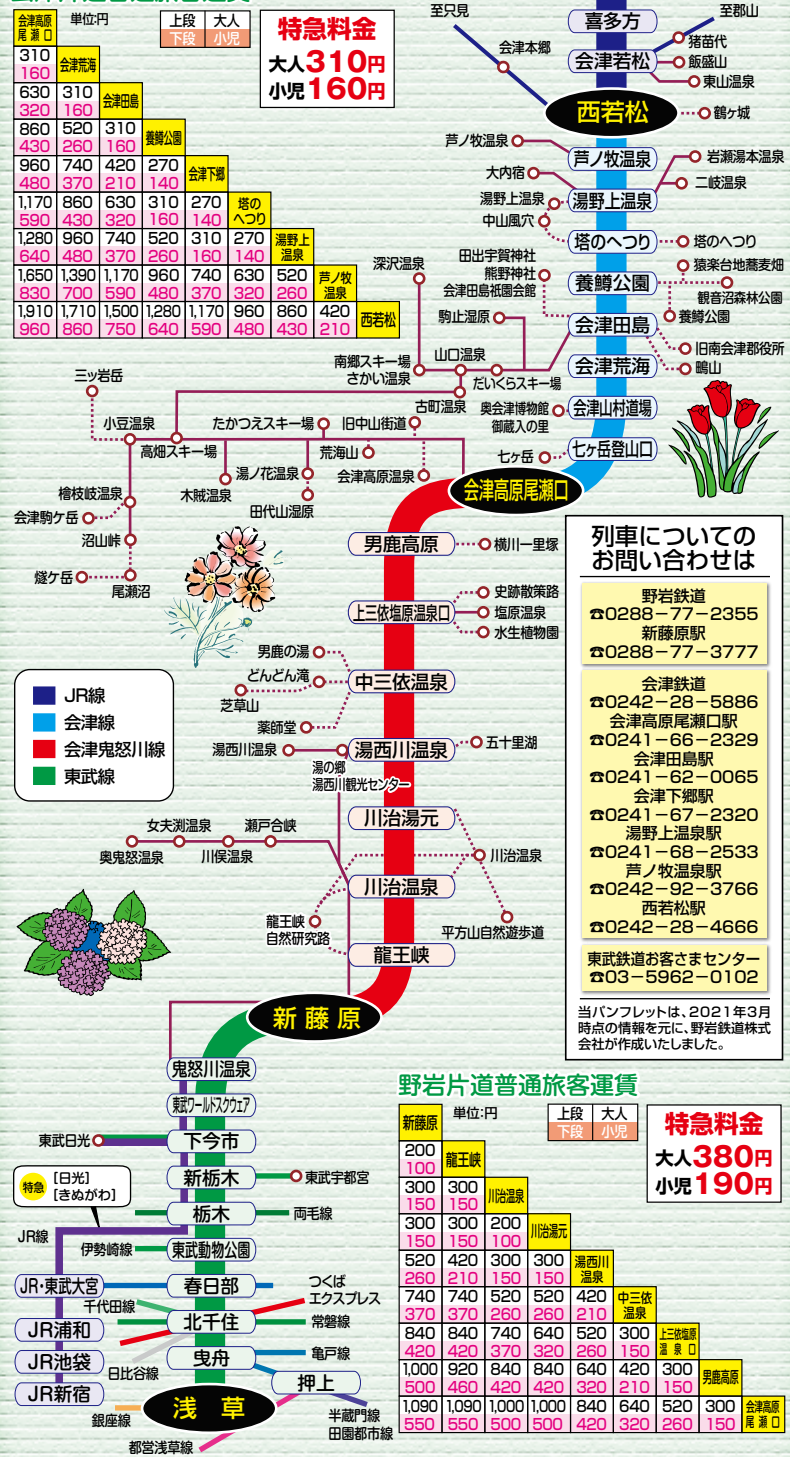 会津高原
尾瀬口
単位:円
上段 大人
下段 小児
特急料金
大人310円
小児160円
310
160
会津荒海
630 310
320 160
会津田島
860 520 310
430 260 160
養鱒公園
960 740 420 270
480 370 210 140
会津下郷
1,170 860 630 310 270
590 430 320 160 140
塔の
へつり
1,280 960 740 520 310 270
640 480 370 260 160 140
湯野上
温泉
1,650 1,390 1,170 960 740 630 520
830 700 590 480 370 320 260
芦ノ牧
温泉
1,910 1,710 1,500 1,280 1,170 960 860 420
960 860 750 640 590 480 430 210
西若松
至只見
至郡山
喜多方
会津本郷
会津若松
猪苗代
飯盛山
東山温泉
西若松
鶴ヶ城
芦ノ牧温泉
芦ノ牧温泉
大内宿
岩瀬湯本温泉
二岐温泉
湯野上温泉
湯野上温泉
中山風穴
塔のへつり
塔のへつり
田出宇賀神社
熊野神社
会津田島祇園会館
養鱒公園
猿楽台地蕎麦畑
観音沼森林公園
養鱒公園
深沢温泉
駒止湿原
会津田島
旧南会津郡役所
鴫山
南郷スキー場
さかい温泉
山口温泉
だいくらスキー場
会津荒海
古町温泉
奥会津博物館
御蔵入の里
会津山村道場
三ッ岩岳
小豆温泉
高畑スキー場
たかつえスキー場
旧中山街道
荒海山
会津高原温泉
七ヶ岳
七ヶ岳登山口
木賊温泉
湯ノ花温泉
田代山湿原
会津高原尾瀬口
檜枝岐温泉
会津駒ケ岳
沼山峠
燧ケ岳
尾瀬沼
男鹿高原
横川一里塚
上三依塩原温泉口
史跡散策路
塩原温泉
水生植物園
男鹿の湯
どんどん滝
芝草山
薬師堂
中三依温泉
JR線
会津線
会津鬼怒川線
東武線
湯西川温泉
湯の郷
湯西川観光センター
湯西川温泉
五十里湖
川治湯元
女夫渕温泉
瀬戸合峡
奥鬼怒温泉
川俣温泉
川治温泉
川治温泉
龍王峡
自然研究路
平方山自然遊歩道
龍王峡
新藤原
列車についての
お問い合わせは
野岩鉄道
☎0288-77-2355
新藤原駅
☎0288-77-3777
会津鉄道
☎0242-28-5886
会津高原尾瀬口駅
☎0241-66-2329
会津田島駅
☎0241-62-0065
会津下郷駅
☎0241-67-2320
湯野上温泉駅
☎0241-68-2533
芦ノ牧温泉駅
☎0242-92-3766
西若松駅
☎0242-28-4666
東武鉄道お客さまセンター
☎03-5962-0102
当パンフレットは、2021年3月
時点の情報を元に、野岩鉄道株式
会社が作成いたしました。
鬼怒川温泉
東武ワールドスクウェア
東武日光
下今市
特急
[日光]
[きぬがわ]
新栃木
東武宇都宮
栃木
両毛線
JR線
伊勢崎線
東武動物公園
JR・東武大宮
春日部
つくば
エクスプレス
千代田線
JR浦和
北千住
常磐線
JR池袋
日比谷線
曳舟
亀戸線
JR新宿
押上
銀座線
浅草
半蔵門線
田園都市線
都営浅草線
野岩片道普通旅客運賃
新藤原
単位:円
上段 大人
下段 小児
特急料金
大人380円
小児190円
200
100
龍王峡
300 300
150 150
川治温泉
300 300 200
150 150 100
川治湯元
520 420 300 300
260 210 150 150
湯西川
温泉
740 740 520 520 420
370 370 260 260 210
中三依
温泉
840 840 740 640 520 300
420 420 370 320 260 150
上三依塩原
温泉口
1,000 920 840 840 640 420 300
500 460 420 420 320 210 150
男鹿高原
1,090 1,090 1,000 1,000 840 640 520 300
550 550 500 500 420 320 260 150
会津高原
尾瀬口